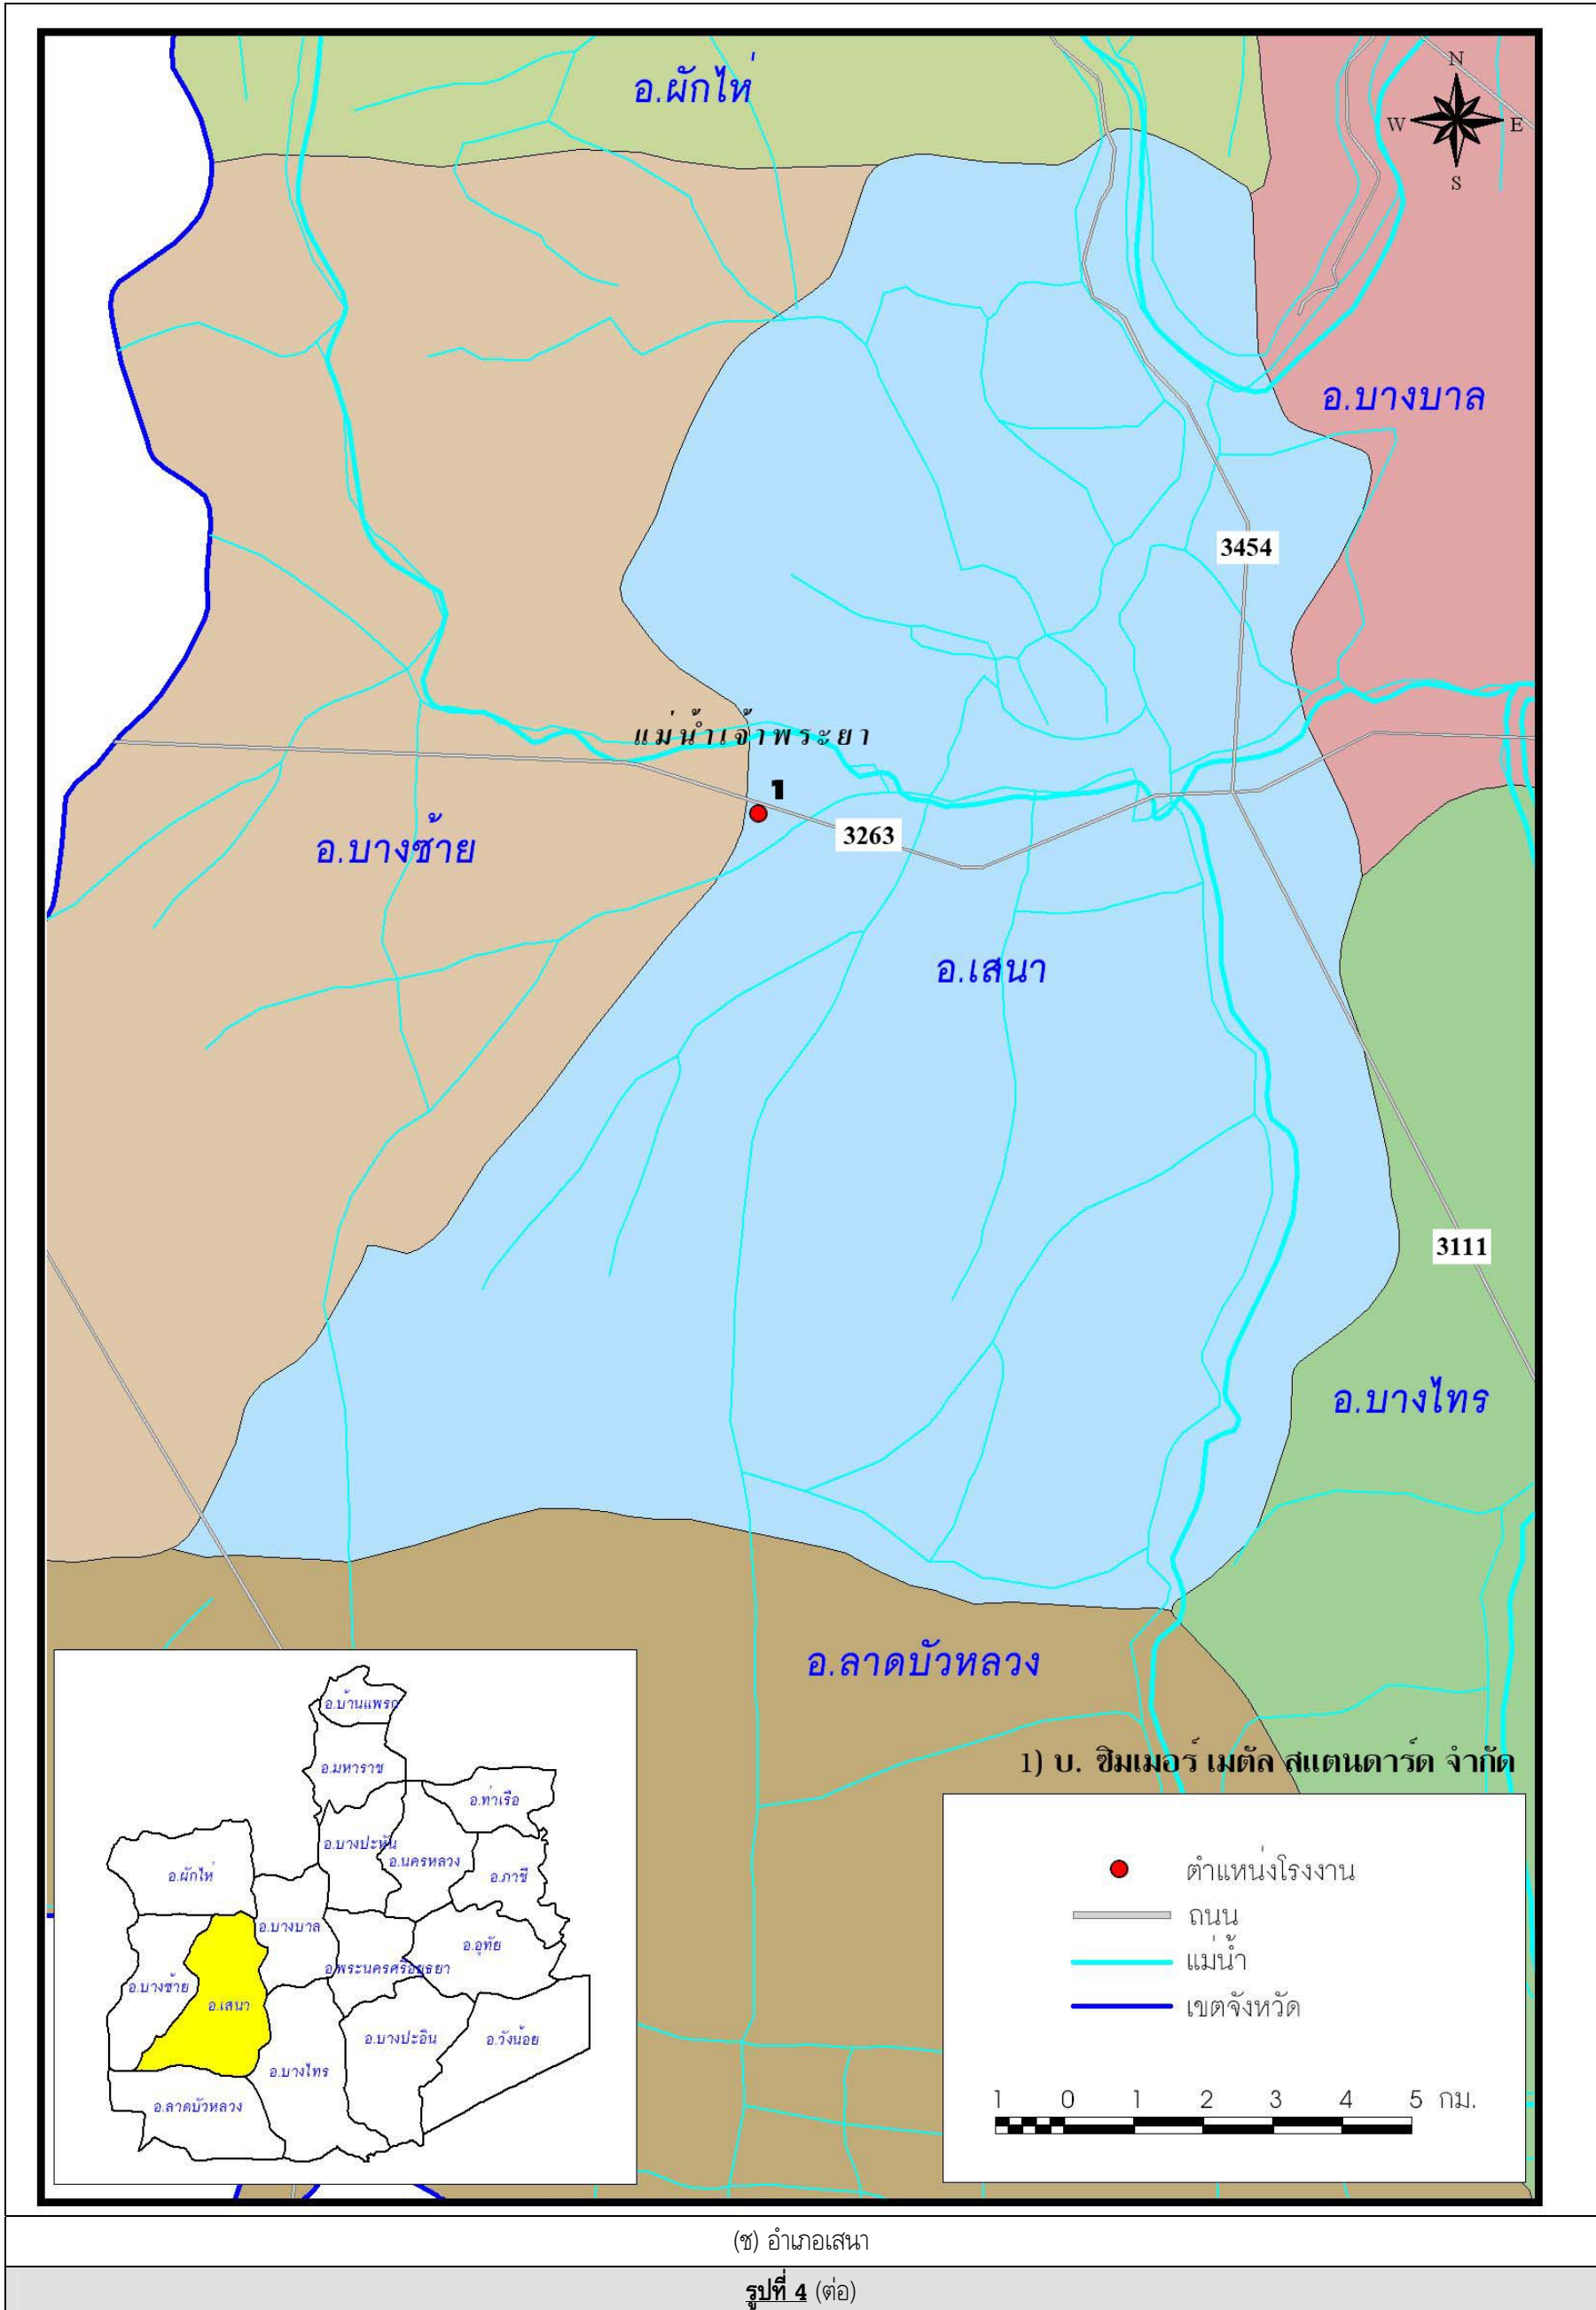 อ.ผักไห่
N
W
E
S
อ.บางบาล
3454
แม่น้ำเจ้าพระยา
1
3263
อ.บางซ้าย
อ.เสนา
3111
อ.บางไทร
อ.ลาดบัวหลวง
1) บ. ซิมเมอร์ เมตัล สแตนดาร์ด จำกัด
อ.บ้านแพรก
อ.มหาราช
อ.ท่าเรือ
อ.บางปะหัน
อ.นครหลวง
อ.ผักไห่
อ.ภาชี
อ.บางบาล
อ.อุทัย
อ.พระนครศรีอยุธยา
อ.บางซ้าย
อ.เสนา
อ.บางปะอิน
อ.วังน้อย
อ.บางไทร
อ.ลาดบัวหลวง
ตำแหน่งโรงงาน
ถนน
แม่น้ำ
เขตจังหวัด
1 0 1 2 3 4 5 กม.
(ช) อำเภอเสนา
รูปที่ 4 (ต่อ)